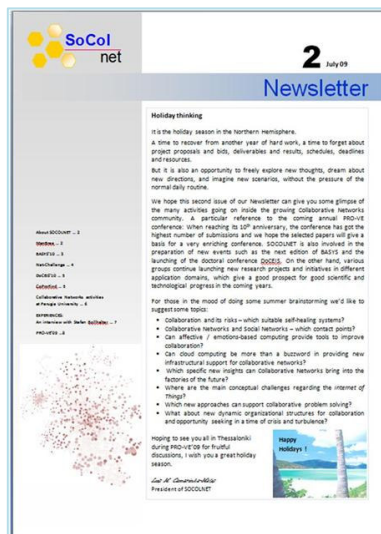 SoCol
net
2 July 09
Newsletter
Holiday thinking
It is the holiday season in the Northern Hemisphere.
A time to recover from another year of hard work, a time to forget about
project proposals and bids, deliverables and results, schedules, deadlines
and resources.
But it is also an opportunity to freely explore new thoughts, dream about
new directions, and imagine new scenarios, without the pressure of the
normal daily routine.
We hope this second issue of our Newsletter can give you some glimpse of
the many activities going on inside the growing Collaborative Networks
community. A particular reference to the coming annual PRO-VE
conference: When reaching its 10th anniversary, the conference has got the
highest number of submissions and we hope the selected papers will give a
basis for a very enriching conference. SOCOLNET is also involved in the
preparation of new events such as the next edition of BASYS and the
launching of the doctoral conference DoCEIS. On the other hand, various
groups continue launching new research projects and initiatives in different
application domains, which give a good prospect for good scientific and
technological progress in the coming years.
For those in the mood of doing some summer brainstorming we'd like to
suggest some topics:
• Collaboration and its risks – which suitable self-healing systems?
• Collaborative Networks and Social Networks – which contact points?
• Can affective / emotions-based computing provide tools to improve
collaboration?
• Can cloud computing be more than a buzzword in providing new
infrastructural support for collaborative networks?
• Which specific new insights can Collaborative Networks bring into the
factories of the future?
• Where are the main conceptual challenges regarding the Internet of
Things?
• Which new approaches can support collaborative problem solving?
• What about new dynamic organizational structures for collaboration
and opportunity seeking in a time of crisis and turbulence?
Hoping to see you all in Thessaloniki
during PRO-VE'09 for fruitful
discussions, I wish you a great holiday
season.
President of SOCOLNET
Happy
Holidays !
About SOCOLNET ... 2
BASYS'10 ... 3
NetChallenge ... 4
DoCEIS'10 ... 5
Collaborative Networks activities
at Perugia University ... 6
EXPERIENCE:
An interview with Stefan ... 7
PRO-VE'09 ... 8